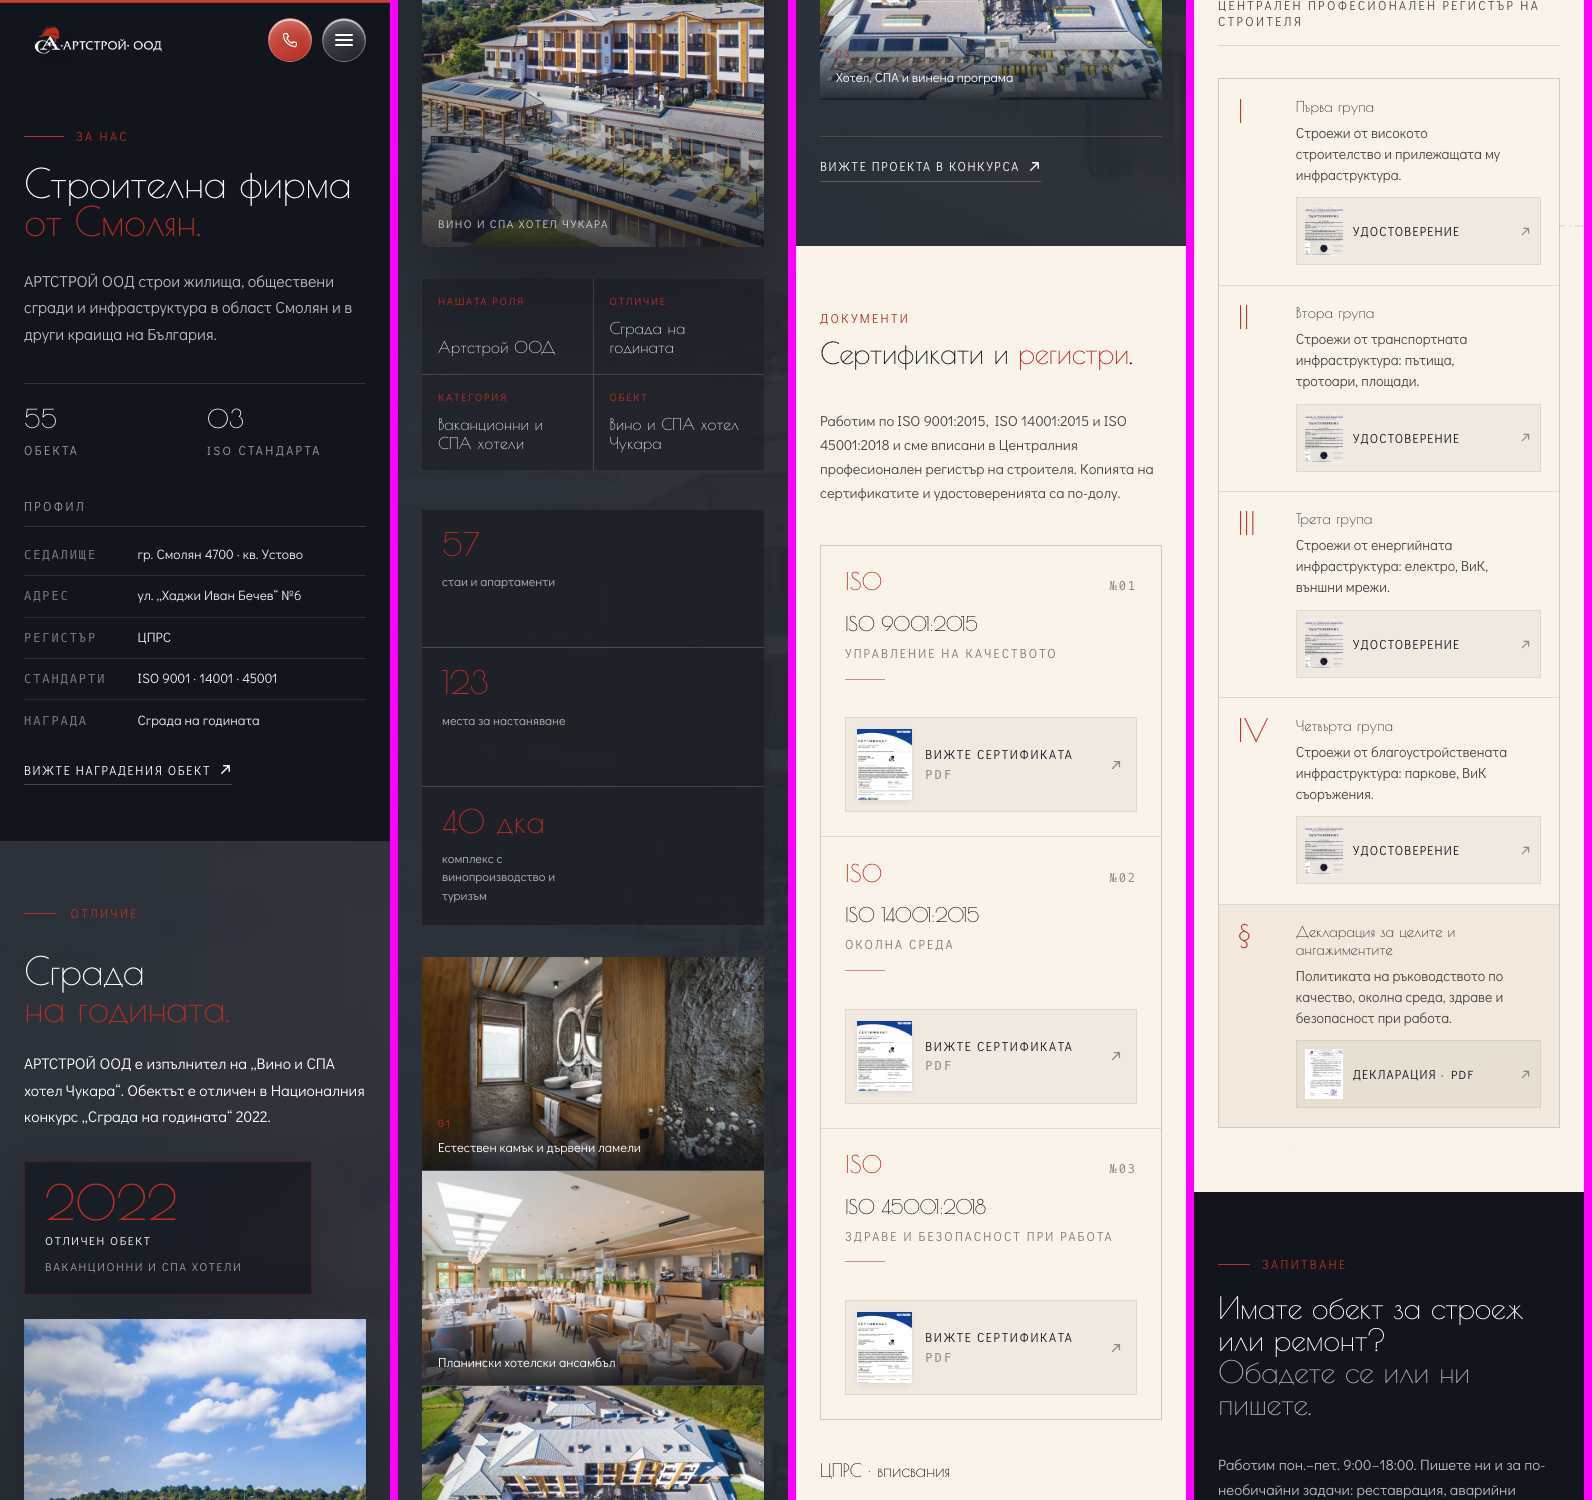 АРТСТРОЙ· ООД
ЗА НАС
Строителна фирма
от Смолян.
АРТСТРОЙ ООД строи жилища, обществени
сгради и инфраструктура в област Смолян и в
други краища на България.
55
ОБЕКТА
03
ISO СТАНДАРТА
ПРОФИЛ
СЕДАЛИЩЕ гр. Смолян 4700 · кв. Устово
АДРЕС ул. „Хаджи Иван Бечев“ №6
РЕГИСТЪР ЦПРС
СТАНДАРТИ ISO 9001 · 14001 · 45001
НАГРАДА Сграда на годината
ВИЖТЕ НАГРАДЕНИЯ ОБЕКТ ↗
ОТЛИЧИЕ
Сграда
на годината.
АРТСТРОЙ ООД е изпълнител на „Вино и СПА
хотел Чукара“. Обектът е отличен в Националния
конкурс „Сграда на годината“ 2022.
2022
ОТЛИЧЕН ОБЕКТ
ВАКАНЦИОННИ И СПА ХОТЕЛИ
ВИНО И СПА ХОТЕЛ ЧУКАРА
НАШАТА РОЛЯ
Артстрой ООД
ОТЛИЧИЕ
Сграда на
годината
КАТЕГОРИЯ
Ваканционни и
СПА хотели
ОБЕКТ
Вино и СПА хотел
Чукара
57
стаи и апартаменти
123
места за настаняване
40 дка
комплекс с
винопроизводство и
туризъм
01
Естествен камък и дървени ламели
Планински хотелски ансамбъл
03
Хотел, СПА и винена програма
ВИЖТЕ ПРОЕКТА В КОНКУРСА ↗
ДОКУМЕНТИ
Сертификати и регистри.
Работим по ISO 9001:2015, ISO 14001:2015 и ISO
45001:2018 и сме вписани в Централния
професионален регистър на строителя. Копията на
сертификатите и удостоверенията са по-долу.
ISO №01
ISO 9001:2015
УПРАВЛЕНИЕ НА КАЧЕСТВОТО
ВИЖТЕ СЕРТИФИКАТА
PDF ↗
ISO №02
ISO 14001:2015
ОКОЛНА СРЕДА
ВИЖТЕ СЕРТИФИКАТА
PDF ↗
ISO №03
ISO 45001:2018
ЗДРАВЕ И БЕЗОПАСНОСТ ПРИ РАБОТА
ВИЖТЕ СЕРТИФИКАТА
PDF ↗
ЦПРС · вписвания
ЦЕНТРАЛЕН ПРОФЕСИОНАЛЕН РЕГИСТЪР НА
СТРОИТЕЛЯ
I
Първа група
Строежи от високото
строителство и прилежащата му
инфраструктура.
УДОСТОВЕРЕНИЕ ↗
II
Втора група
Строежи от транспортната
инфраструктура: пътища,
тротоари, площади.
УДОСТОВЕРЕНИЕ ↗
III
Трета група
Строежи от енергийната
инфраструктура: електро, ВиК,
външни мрежи.
УДОСТОВЕРЕНИЕ ↗
IV
Четвърта група
Строежи от благоустройствената
инфраструктура: паркове, ВиК
съоръжения.
УДОСТОВЕРЕНИЕ ↗
§
Декларация за целите и
ангажиментите
Политиката на ръководството по
качество, околна среда, здраве и
безопасност при работа.
ДЕКЛАРАЦИЯ · PDF ↗
ЗАПИТВАНЕ
Имате обект за строеж
или ремонт?
Обадете се или ни
пишете.
Работим пон.–пет. 9:00–18:00. Пишете ни и за по-
необичайни задачи: реставрация, аварийни